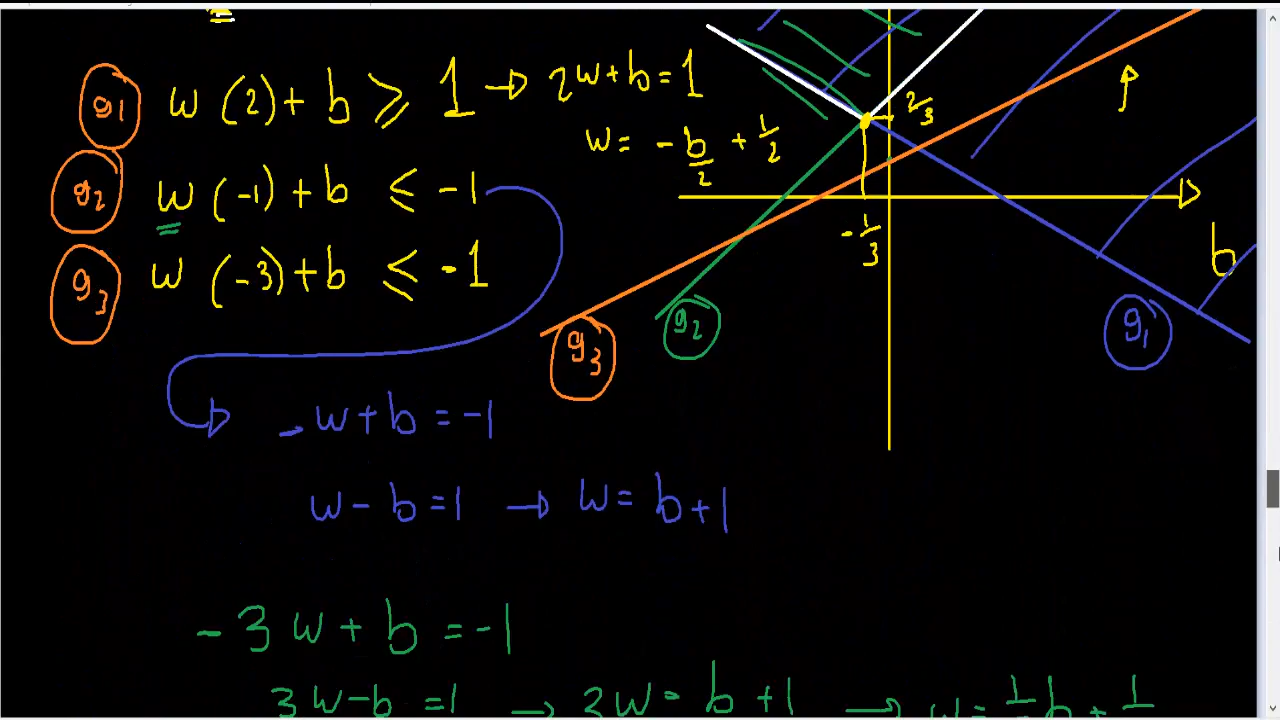 g1 w (2) + b ≥ 1 → 2w+b=1
w = - b/2 + 1/2
g2 w (-1) + b ≤ -1
g3 w (-3) + b ≤ -1
2/3
-1/3
b
g1
g2
g3
-w+b=-1
w-b=1 → w= b+1
-3w+b=-1
3w-b=1 → 3w= b+1 →